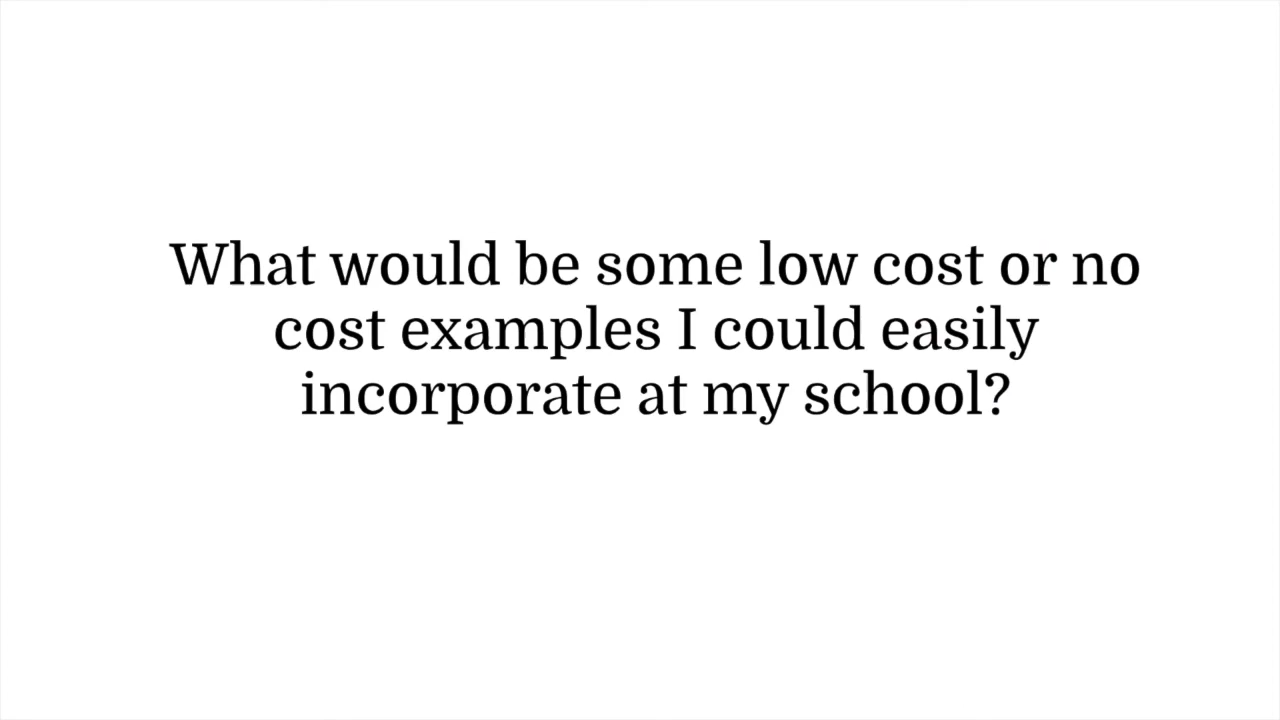 What would be some low cost or no
cost examples I could easily
incorporate at my school?